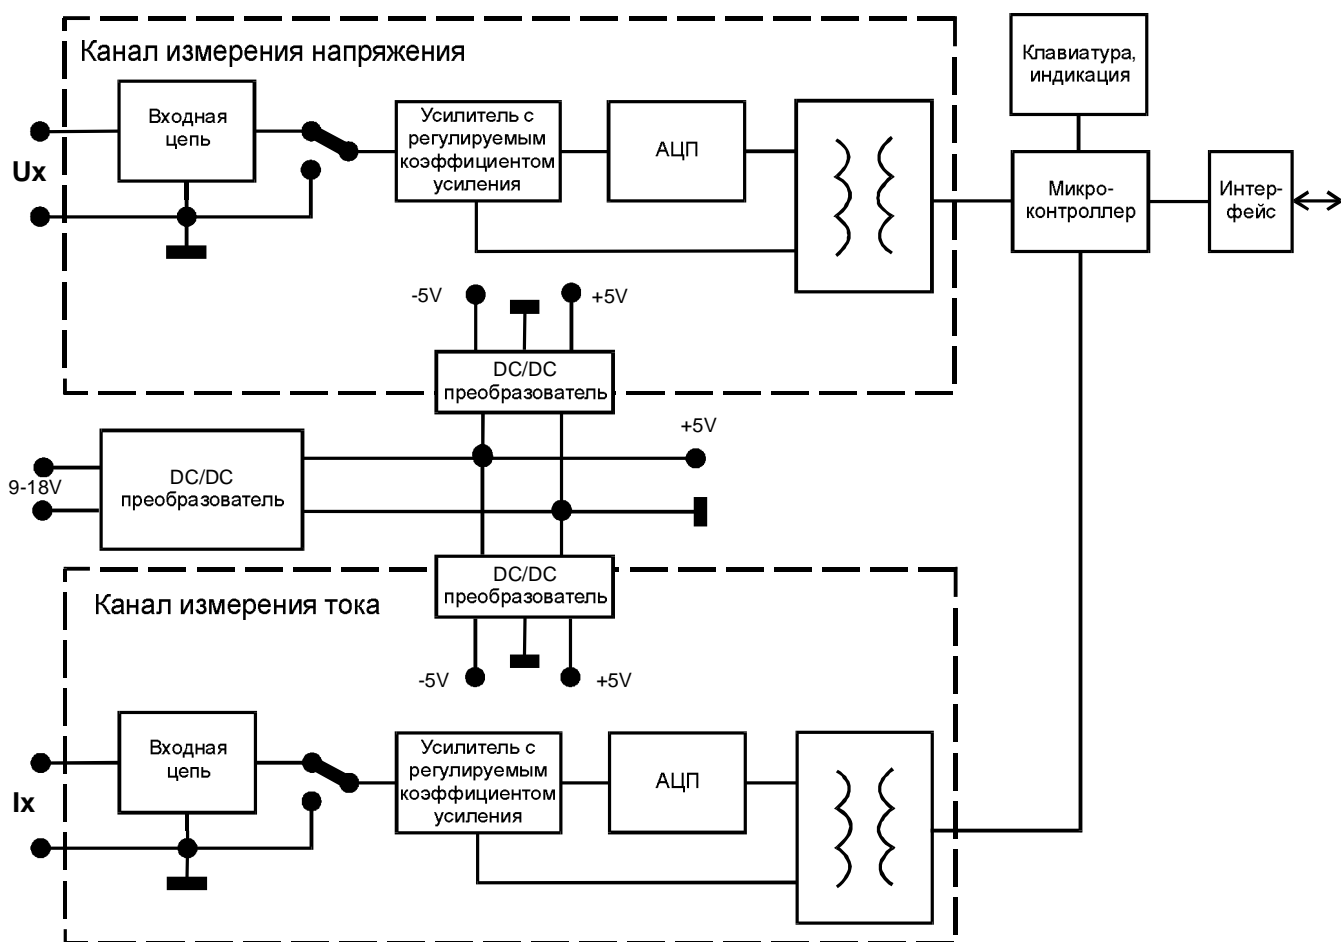 Канал измерения напряжения
Клавиатура,
индикация
Входная
цепь
Усилитель с
регулируемым
коэффициентом
усиления
АЦП
Ux
Микро-
контроллер
Интер-
фейс
-5V
+5V
DC/DC
преобразователь
+5V
9-18V
DC/DC
преобразователь
DC/DC
преобразователь
Канал измерения тока
-5V
+5V
Входная
цепь
Усилитель с
регулируемым
коэффициентом
усиления
АЦП
Ix